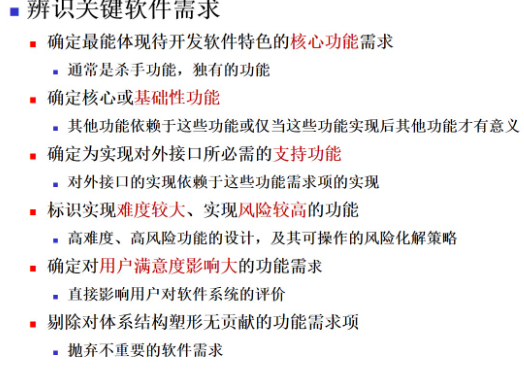 辨识关键软件需求
确定最能体现待开发软件特色的核心功能需求
通常是杀手功能，独有的功能
确定核心或基础性功能
其他功能依赖于这些功能或仅当这些功能实现后其他功能才有意义
确定为实现对外接口所必需的支持功能
对外接口的实现依赖于这些功能需求项的实现
标识实现难度较大、实现风险较高的功能
高难度、高风险功能的设计，及其可操作的风险化解策略
确定对用户满意度影响大的功能需求
直接影响用户对软件系统的评价
剔除对体系结构塑形无贡献的功能需求项
抛弃不重要的软件需求